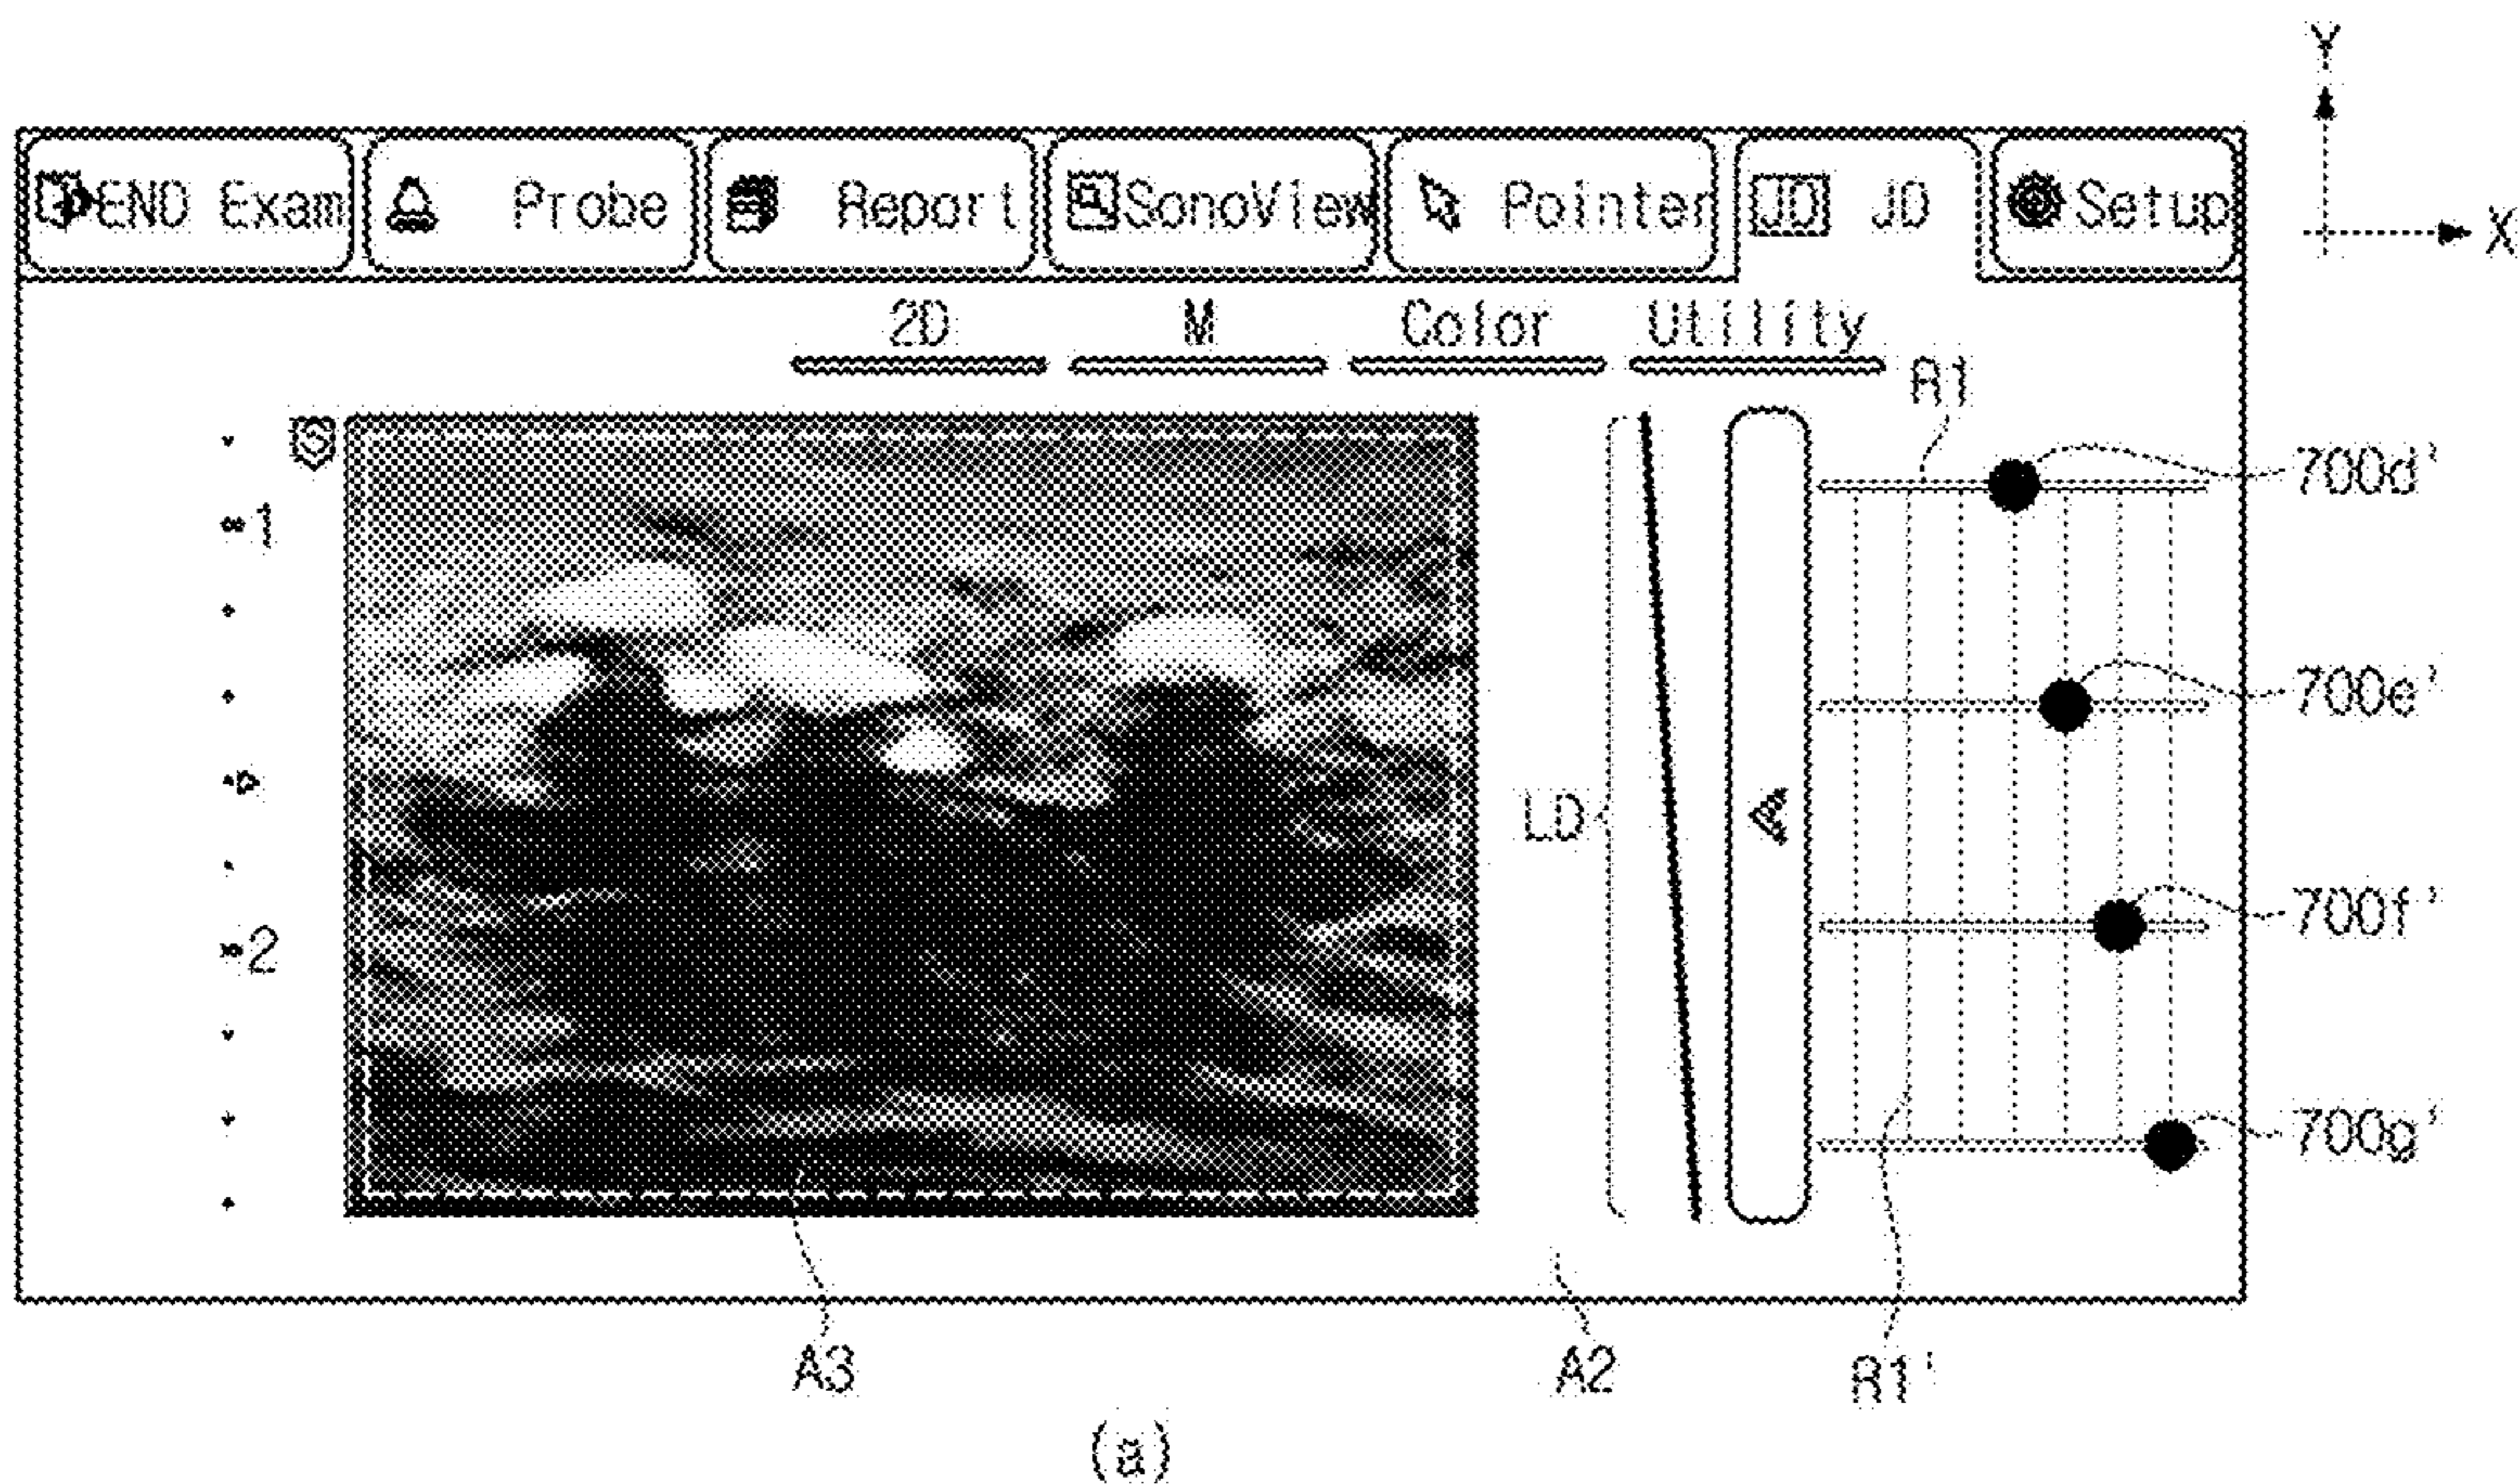 Y
END Exam Probe Report SonoView Pointer JD JD Setup
X
2D M Color Utility
R1
S
700d'
1
700e'
LD
A
700f'
2
700g'
A3 A2 R1'
(a)